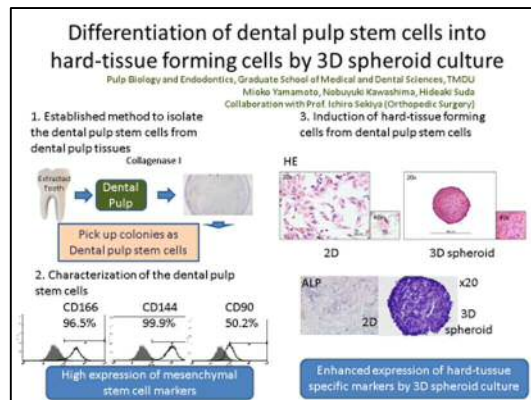 Differentiation of dental pulp stem cells into
hard-tissue forming cells by 3D spheroid culture
Pulp Biology and Endodontics, Graduate School of Medical and Dental Sciences, TMDU
Mioko Yamamoto, Nobuyuki Kawashima, Hideaki Suda
Collaboration with Prof. Ichiro Sekiya (Orthopedic Surgery)
1. Established method to isolate
the dental pulp stem cells from
dental pulp tissues
Collagenase I
Extracted
Teeth
Dental
Pulp
Pick up colonies as
Dental pulp stem cells
2. Characterization of the dental pulp
stem cells
CD166 CD144 CD90
96.5% 99.9% 50.2%
High expression of mesenchymal
stem cell markers
3. Induction of hard-tissue forming
cells from dental pulp stem cells
HE
20x 20x
2D 3D spheroid
ALP x20
2D 3D
spheroid
Enhanced expression of hard-tussue
specific markers by 3D spheroid culture